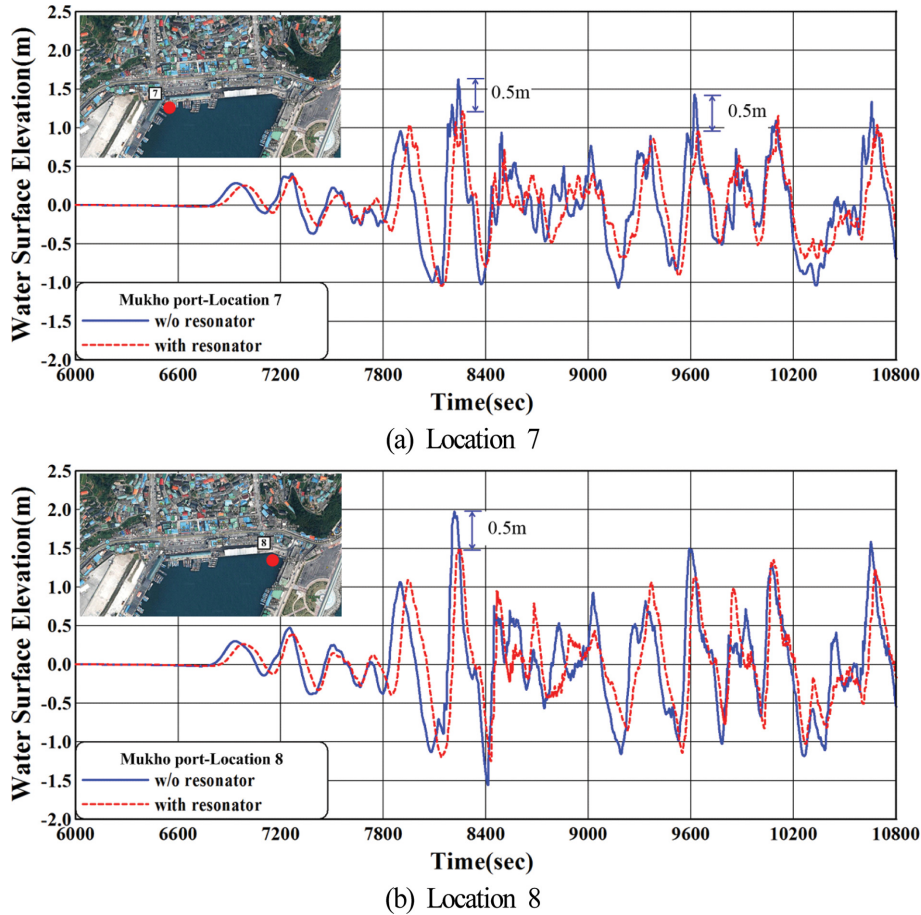 2.5
2.0
1.5
1.0
0.5
0.0
-0.5
-1.0
-1.5
-2.0
Water Surface Elevation(m)
7
0.5m
0.5m
Mukho port-Location 7
w/o resonator
with resonator
6000 6600 7200 7800 8400 9000 9600 10200 10800
Time(sec)
(a) Location 7
2.5
2.0
1.5
1.0
0.5
0.0
-0.5
-1.0
-1.5
-2.0
Water Surface Elevation(m)
8
0.5m
Mukho port-Location 8
w/o resonator
with resonator
6000 6600 7200 7800 8400 9000 9600 10200 10800
Time(sec)
(b) Location 8